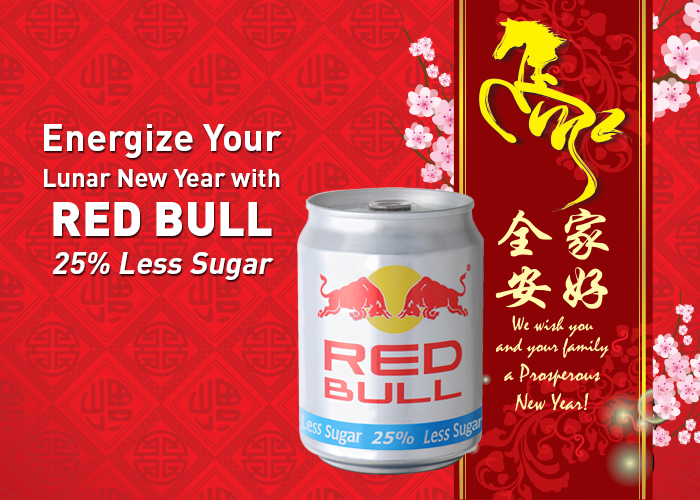 Energize Your
Lunar New Year with
RED BULL
25% Less Sugar
RED
BULL
Less Sugar 25% Less Sugar
全家
安好
We wish you
and your family
a Prosperous
New Year!